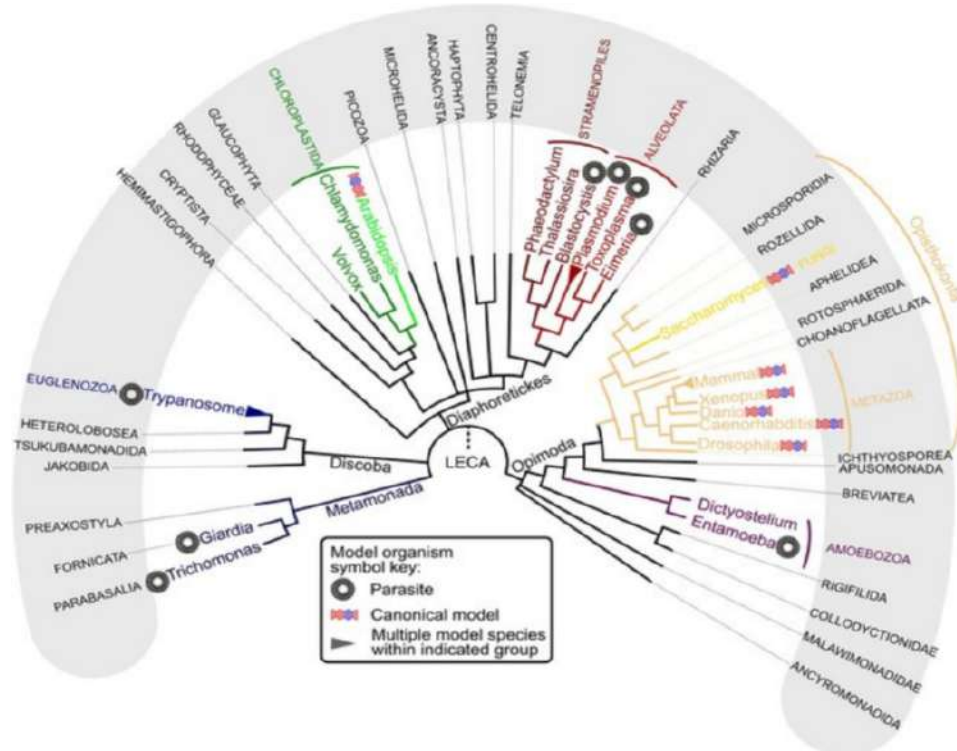 HEMIMASTIGOPHORA
CRYPTISTA
RHODOPHYCEAE
GLAUCOPHYTA
CHLOROPLASTIDA
Volvox
Chlamydomonas
Arabidopsis
PICOZOA
MICROHELIDA
ANCORACYSTA
HAPTOPHYTA
CENTROHELIDA
TELONEMIA
STRAMENOPILES
Phaeodactylum
Thalassiosira
Blastocystis
ALVEOLATA
Plasmodium
Toxoplasma
Eimeria
RHIZARIA
Opisthokonta
MICROSPORIDIA
ROZELLIDA
Saccharomyces
FUNGI
APHELIDEA
ROTOSPHAERIDA
CHOANOFLAGELLATA
METAZOA
Mammal
Xenopus
Danio
Caenorhabditis
Drosophila
ICHTHYOSPOREA
APUSOMONADA
BREVIATEA
Dictyostelium
Entamoeba
AMOEBOZOA
RIGIFILIDA
COLLODYCTIONIDAE
MALAWIMONADIDAE
ANCYROMONADIDA
EUGLENOZOA
Trypanosome
HETEROLOBOSEA
TSUKUBAMONADIDA
JAKOBIDA
PREAXOSTYLA
FORNICATA
Giardia
PARABASALIA
Trichomonas
Diaphoretickes
Discoba
Metamonada
LECA
Opimoda
Model organism
symbol key:
Parasite
Canonical model
Multiple model species
within indicated group